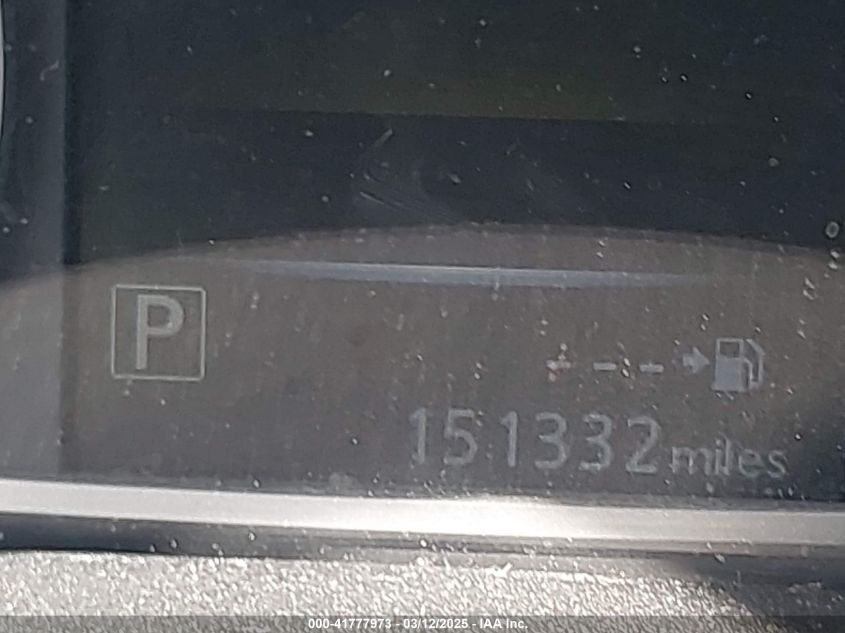 P
---
151332 miles
000-41777973 - 03/12/2025 - IAA Inc.